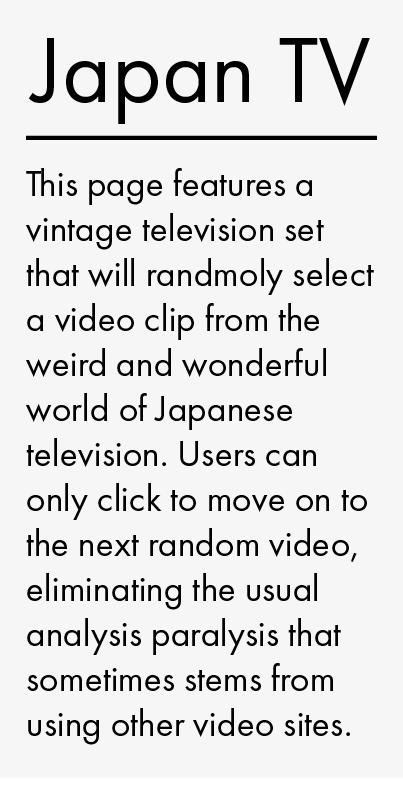 Japan TV
This page features a
vintage television set
that will randmoly select
a video clip from the
weird and wonderful
world of Japanese
television. Users can
only click to move on to
the next random video,
eliminating the usual
analysis paralysis that
sometimes stems from
using other video sites.